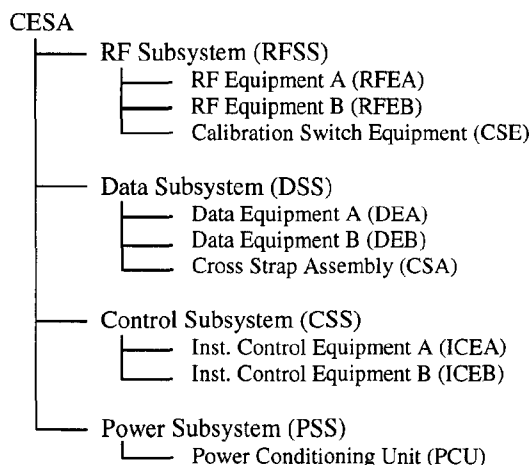 CESA
RF Subsystem (RFSS)
RF Equipment A (RFEA)
RF Equipment B (RFEB)
Calibration Switch Equipment (CSE)
Data Subsystem (DSS)
Data Equipment A (DEA)
Data Equipment B (DEB)
Cross Strap Assembly (CSA)
Control Subsystem (CSS)
Inst. Control Equipment A (ICEA)
Inst. Control Equipment B (ICEB)
Power Subsystem (PSS)
Power Conditioning Unit (PCU)